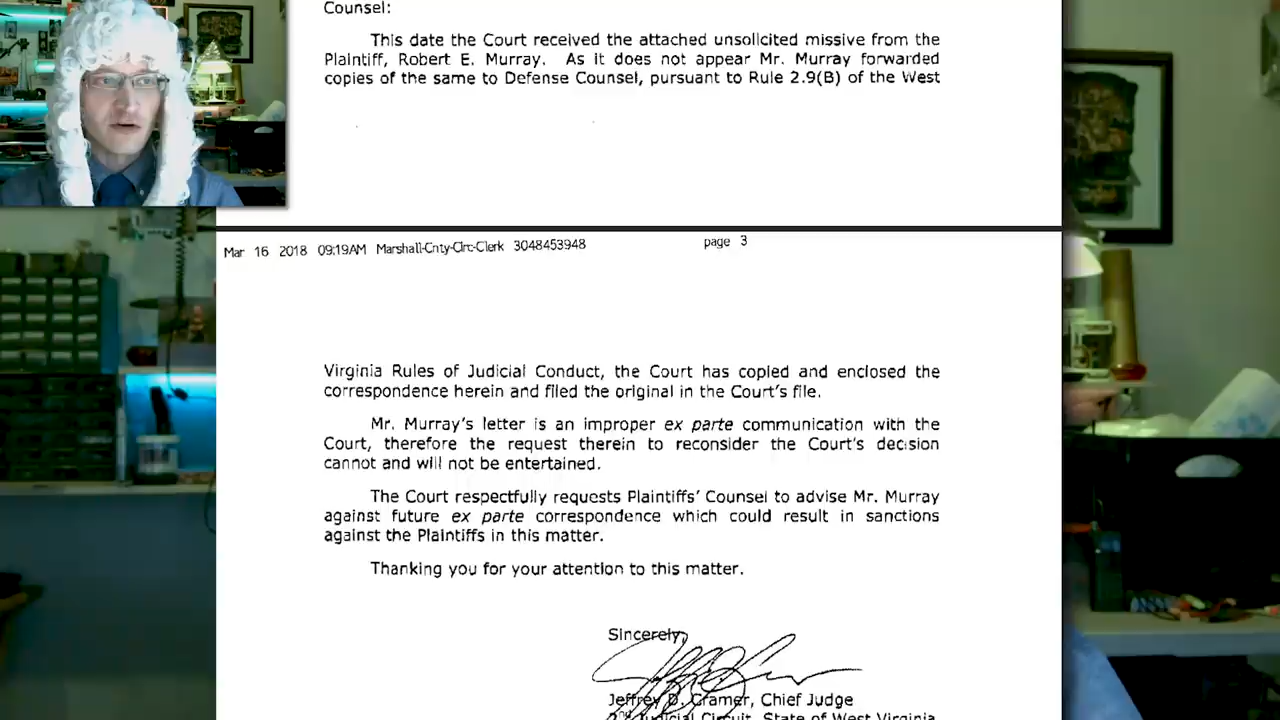 Counsel:
This date the Court received the attached unsolicited missive from the
Plaintiff, Robert E. Murray. As it does not appear Mr. Murray forwarded
copies of the same to Defense Counsel, pursuant to Rule 2.9(B) of the West
Mar 16 2018 09:19AM Marshall-Cnty-Circ-Clerk 3048453948 page 3
Virginia Rules of Judicial Conduct, the Court has copied and enclosed the
correspondence herein and filed the original in the Court's file.
Mr. Murray's letter is an improper ex parte communication with the
Court, therefore the request therein to reconsider the Court's decision
cannot and will not be entertained.
The Court respectfully requests Plaintiffs' Counsel to advise Mr. Murray
against future ex parte correspondence which could result in sanctions
against the Plaintiffs in this matter.
Thanking you for your attention to this matter.
Sincerely,
Jeffrey D. Cramer, Chief Judge
2nd Judicial Circuit, State of West Virginia